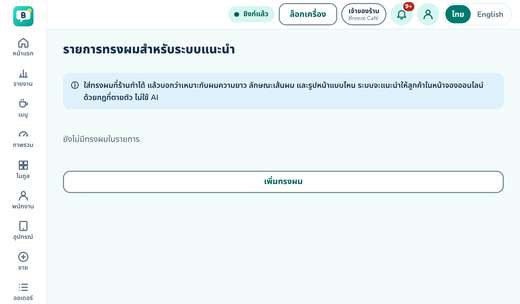 B
ซิงก์แล้ว
ล็อกเครื่อง
เจ้าของร้าน
Breeze Café
9+
ไทย
English
หน้าแรก
รายงาน
เมนู
ภาพรวม
โมดูล
พนักงาน
อุปกรณ์
ขาย
ออเดอร์
รายการทรงผมสำหรับระบบแนะนำ
ใส่ทรงผมที่ร้านทำได้ แล้วบอกว่าเหมาะกับผมความยาว ลักษณะเส้นผม และรูปหน้าแบบไหน ระบบจะแนะนำให้ลูกค้าในหน้าจองออนไลน์
ด้วยกฎที่ตายตัว ไม่ใช้ AI
ยังไม่มีทรงผมในรายการ
เพิ่มทรงผม